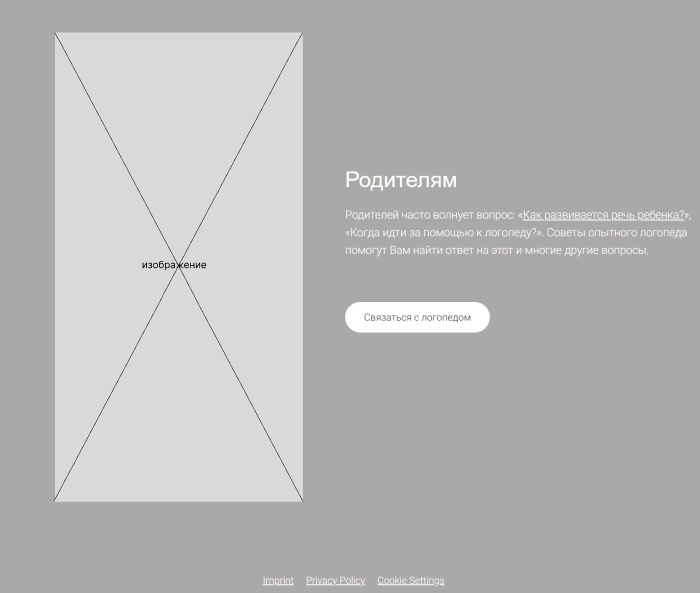 Родителям
Родителей часто волнует вопрос: «Как развивается речь ребенка?»,
«Когда идти за помощью к логопеду?». Советы опытного логопеда
помогут Вам найти ответ на этот и многие другие вопросы.
изображение
Связаться с логопедом
Imprint Privacy Policy Cookie Settings